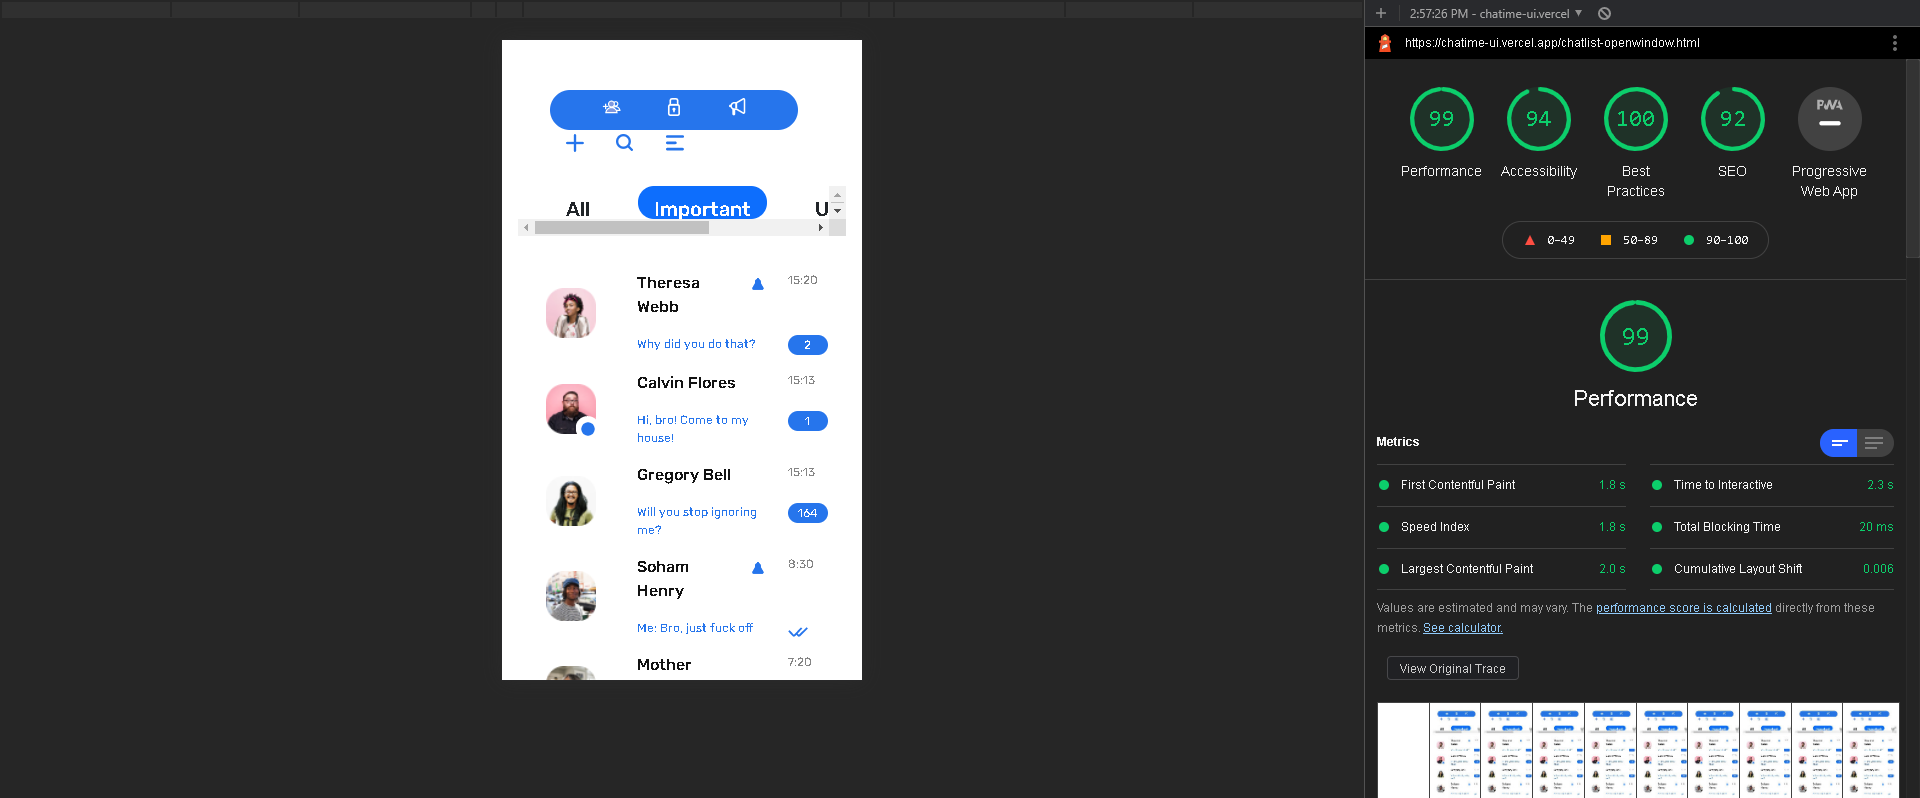 All
Important
U
Theresa
Webb
15:20
Why did you do that?
2
Calvin Flores
15:13
Hi, bro! Come to my
house!
1
Gregory Bell
15:13
Will you stop ignoring
me?
164
Soham
Henry
8:30
Me: Bro, just fuck off
Mother
7:20
2:57:26 PM - chatime-ui.vercel
https://chatime-ui.vercel.app/chatlist-openwindow.html
99
94
100
92
PWA
Performance
Accessibility
Best
Practices
SEO
Progressive
Web App
0–49
50–89
90–100
99
Performance
Metrics
First Contentful Paint
1.8 s
Time to Interactive
2.3 s
Speed Index
1.8 s
Total Blocking Time
20 ms
Largest Contentful Paint
2.0 s
Cumulative Layout Shift
0.006
Values are estimated and may vary. The performance score is calculated directly from these
metrics. See calculator.
View Original Trace